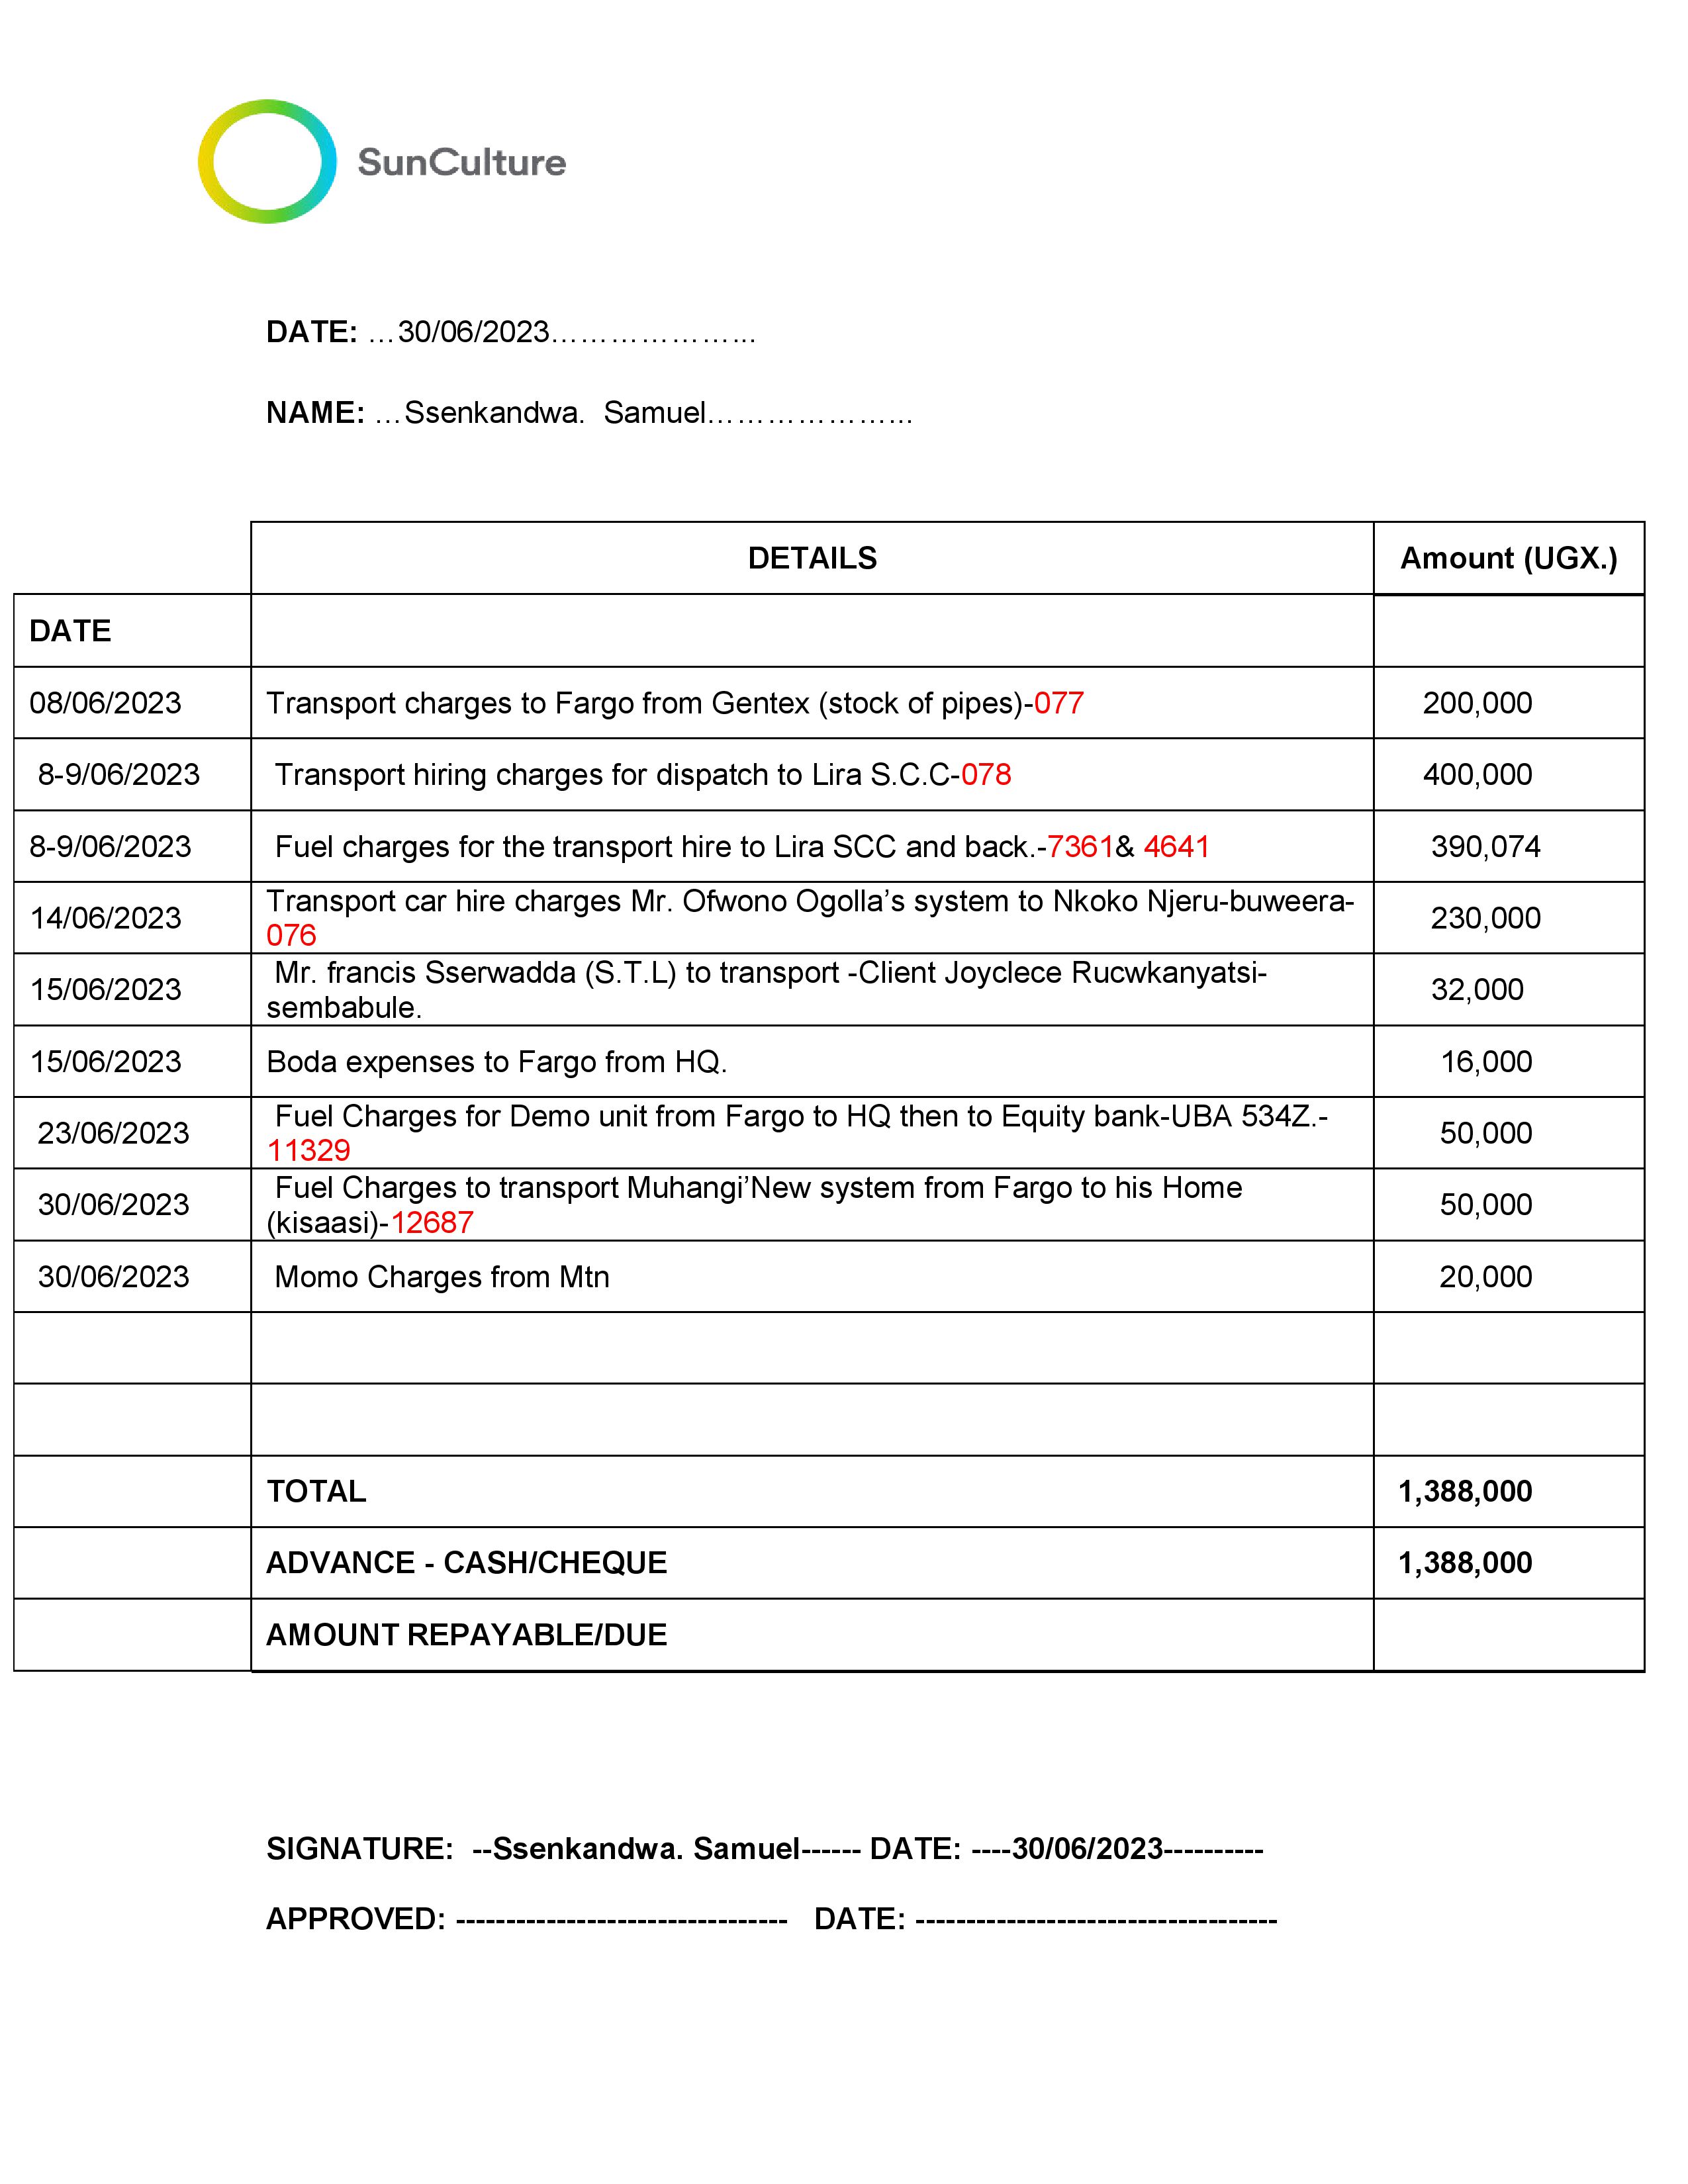 SunCulture
DATE: …30/06/2023………………...
NAME: …Ssenkandwa.  Samuel………………...
DETAILS Amount (UGX.)
DATE
08/06/2023 Transport charges to Fargo from Gentex (stock of pipes)-077 200,000
8-9/06/2023 Transport hiring charges for dispatch to Lira S.C.C-078 400,000
8-9/06/2023 Fuel charges for the transport hire to Lira SCC and back.-7361& 4641 390,074
14/06/2023 Transport car hire charges Mr. Ofwono Ogolla’s system to Nkoko Njeru-buweera-
076 230,000
15/06/2023 Mr. francis Sserwadda (S.T.L) to transport -Client Joyclece Rucwkanyatsi-
sembabule. 32,000
15/06/2023 Boda expenses to Fargo from HQ. 16,000
23/06/2023 Fuel Charges for Demo unit from Fargo to HQ then to Equity bank-UBA 534Z.-
11329 50,000
30/06/2023 Fuel Charges to transport Muhangi’New system from Fargo to his Home
(kisaasi)-12687 50,000
30/06/2023 Momo Charges from Mtn 20,000
TOTAL 1,388,000
ADVANCE - CASH/CHEQUE 1,388,000
AMOUNT REPAYABLE/DUE
SIGNATURE:  --Ssenkandwa. Samuel------ DATE: ----30/06/2023----------
APPROVED: ---------------------------------   DATE: ------------------------------------